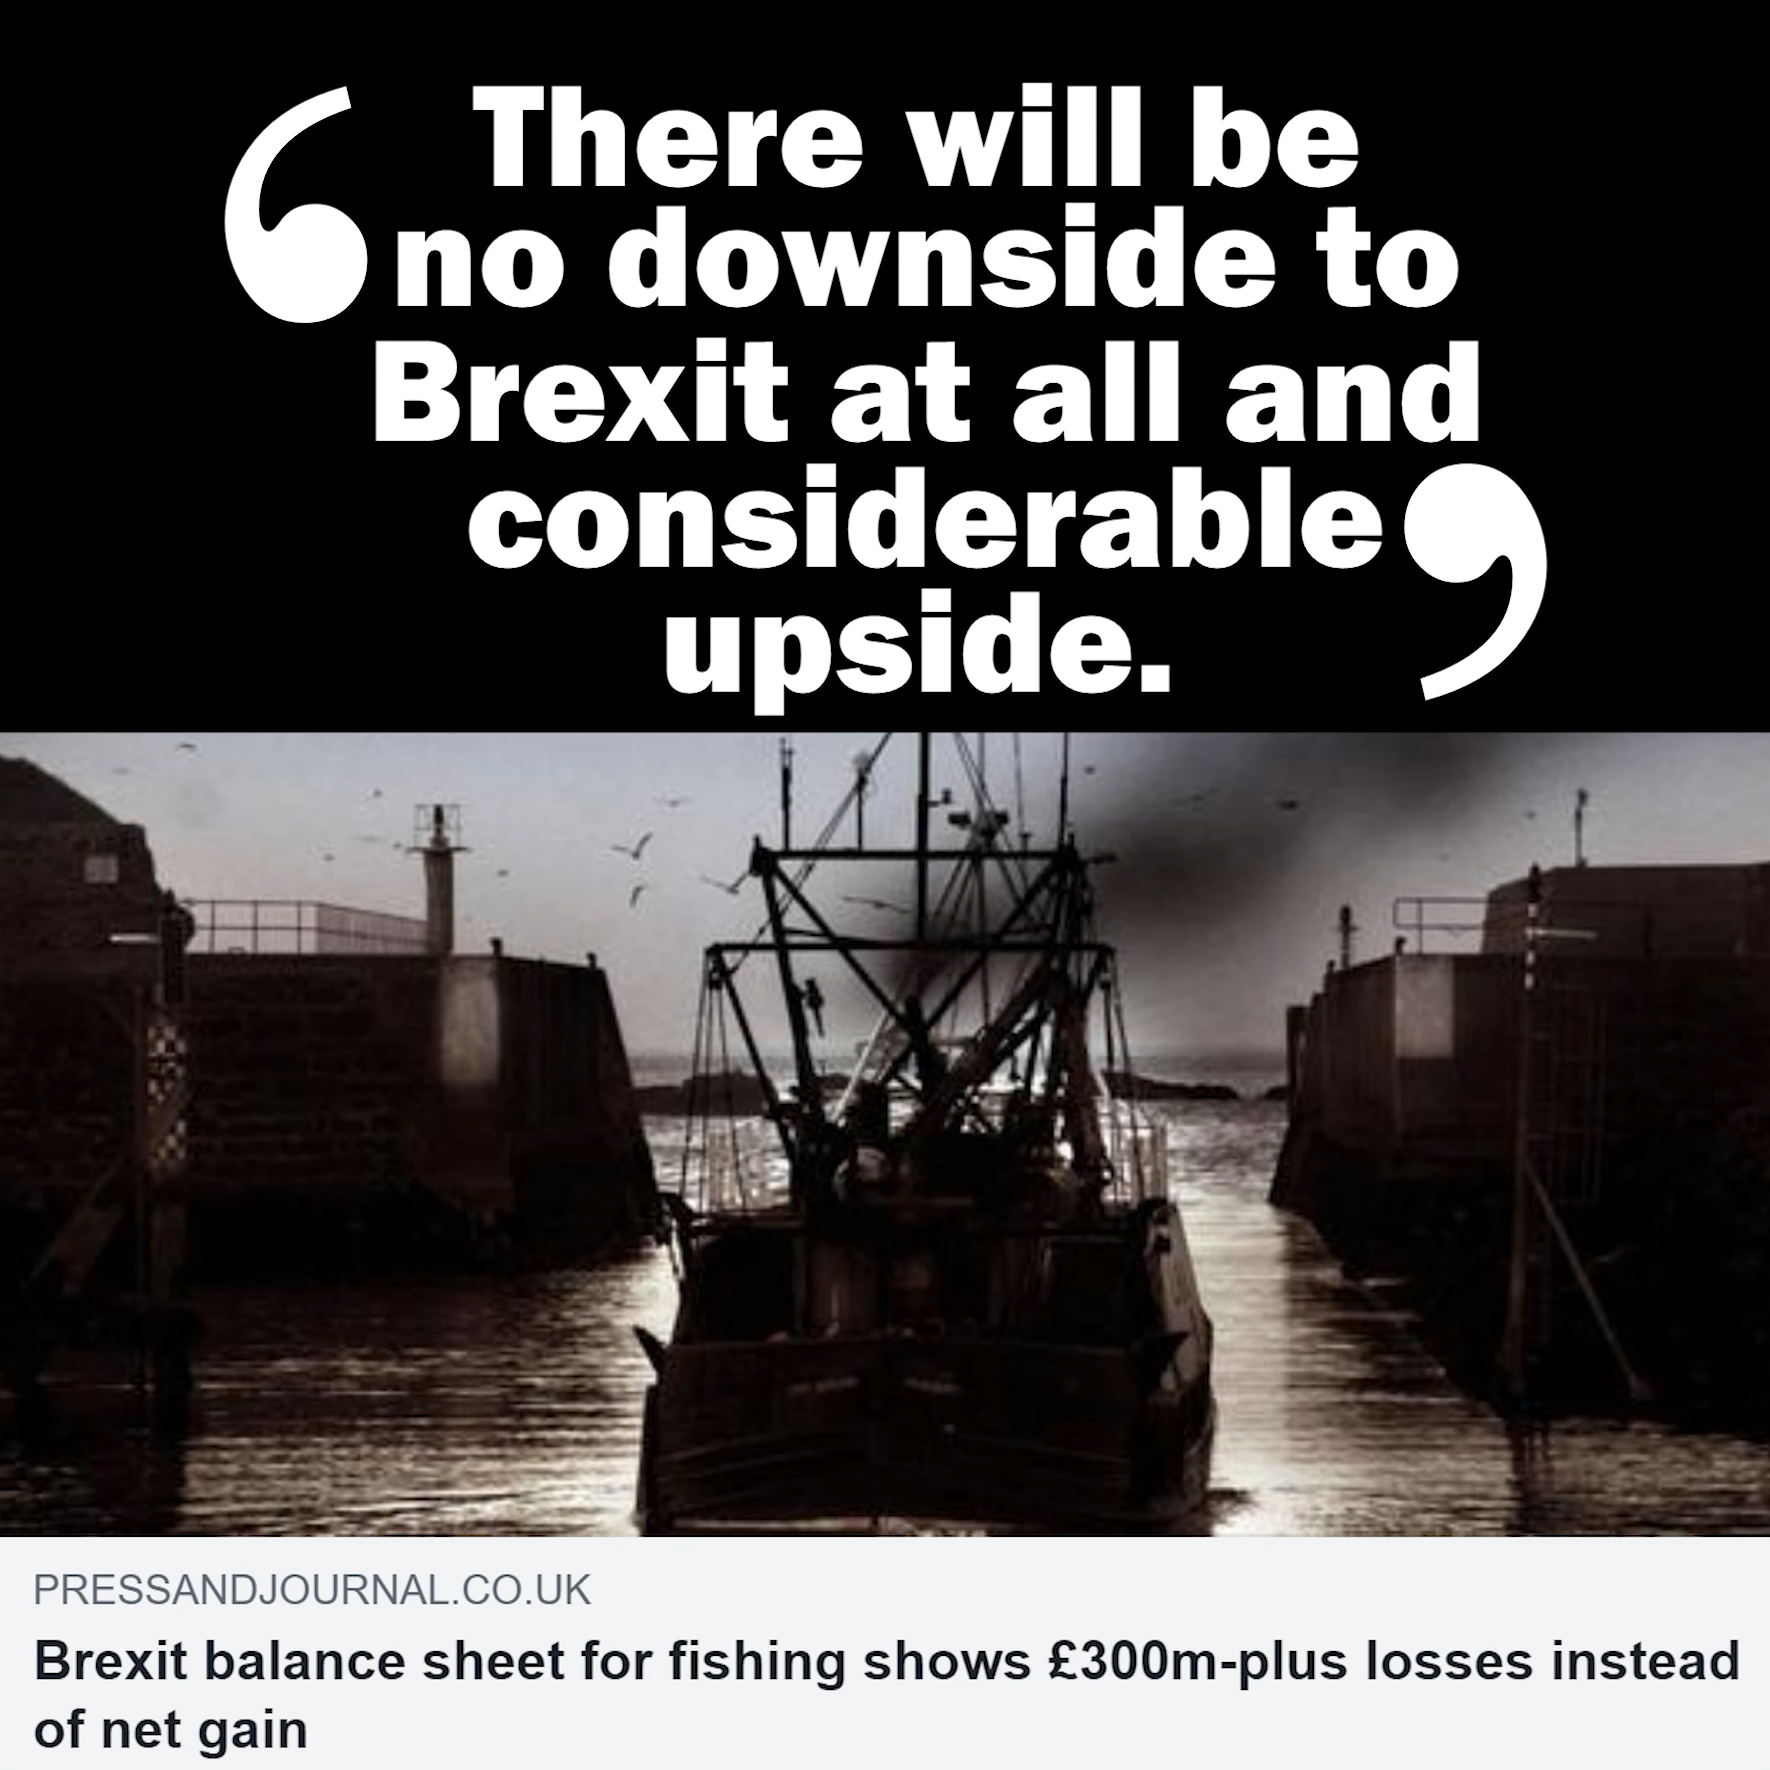 There will be
no downside to
Brexit at all and
considerable
upside.
PRESSANDJOURNAL.CO.UK
Brexit balance sheet for fishing shows £300m-plus losses instead
of net gain